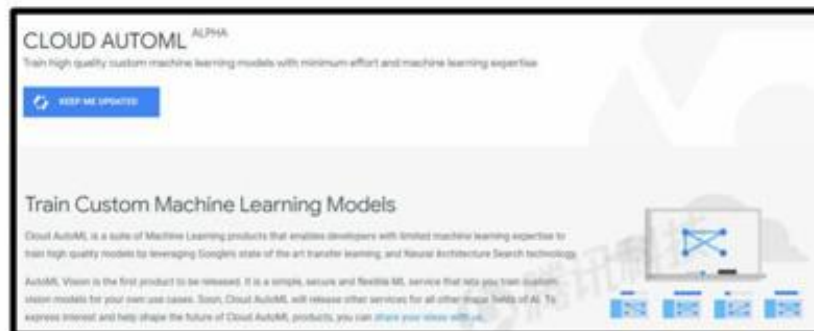 CLOUD AUTOML ALPHA
Train high quality custom machine learning models with minimum effort and machine learning expertise
KEEP ME UPDATED
Train Custom Machine Learning Models
Cloud AutoML is a suite of Machine Learning products that enables developers with limited machine learning expertise to
train high quality models by leveraging Google's state of the art transfer learning, and Neural Architecture Search technology.
AutoML Vision is the first product to be released. It is a simple, secure and flexible ML service that lets you train custom
vision models for your own use cases. Soon, Cloud AutoML will release other services for all other major fields of AI. To
express interest and help shape the future of Cloud AutoML products, you can share your ideas with us.
腾讯科技